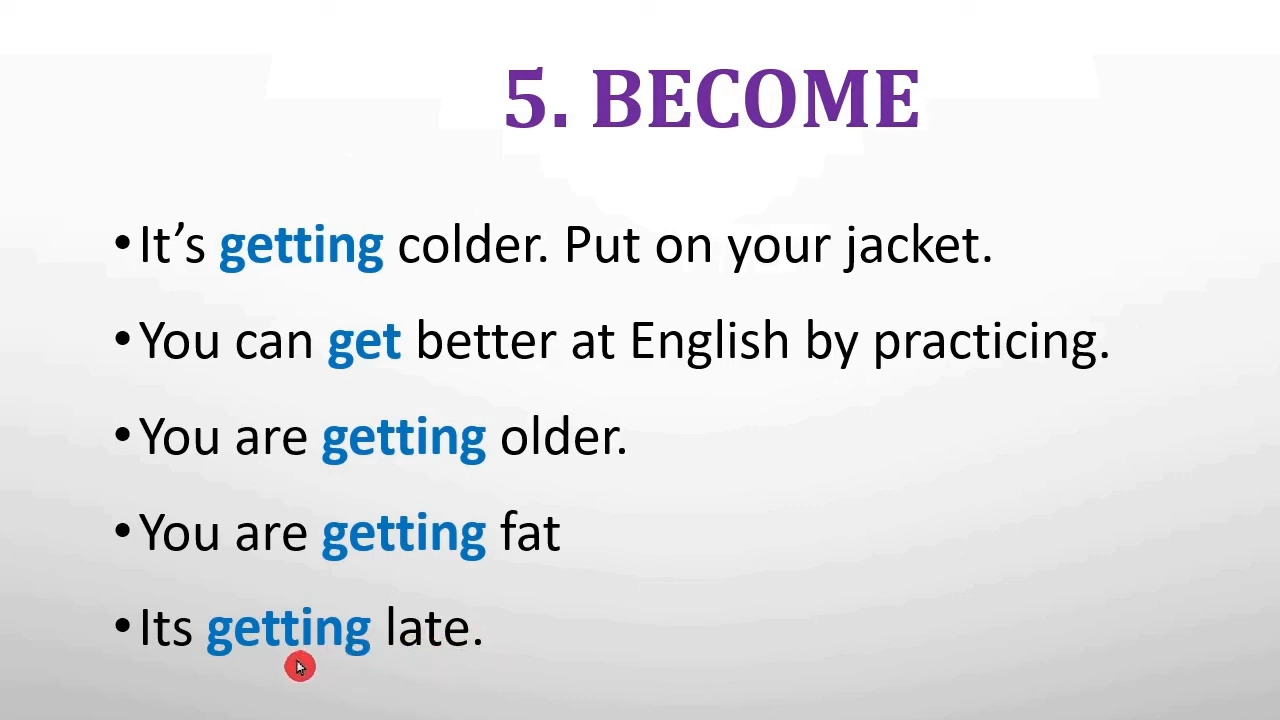 5. BECOME
•It’s getting colder. Put on your jacket.
•You can get better at English by practicing.
•You are getting older.
•You are getting fat
•Its getting late.